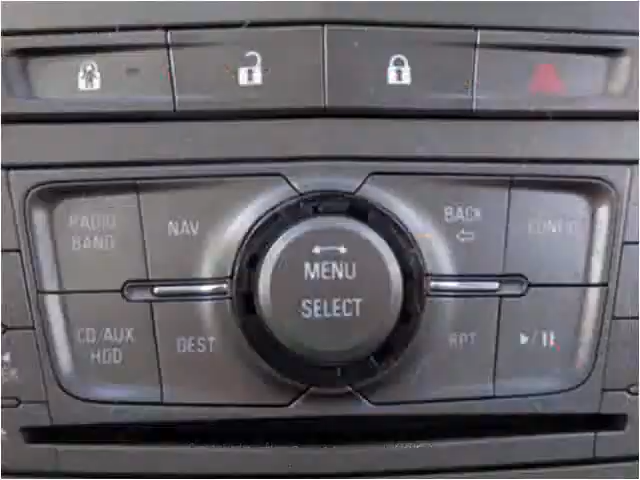 RADIO
BAND
NAV
BACK
CONFIG
MENU
SELECT
CD/AUX
HDD
DEST
RPT